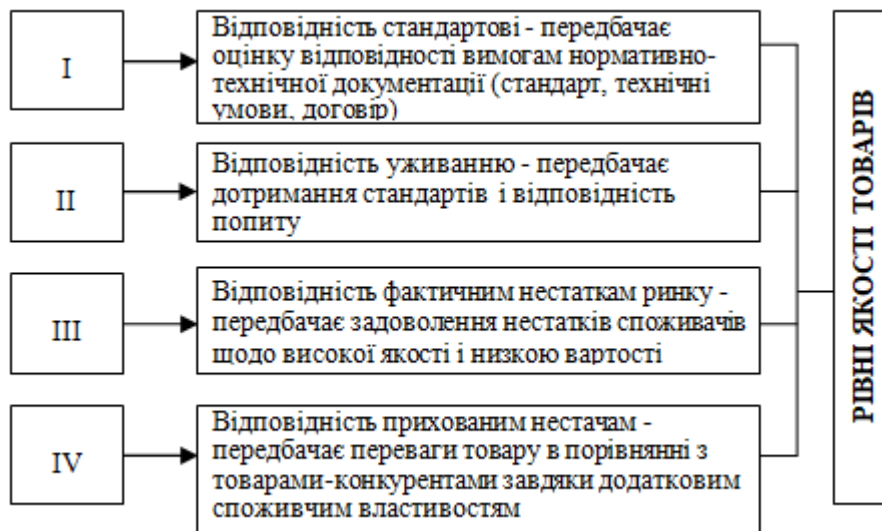 I
Відповідність стандартові - передбачає
оцінку відповідності вимогам нормативно-
технічної документації (стандарт, технічні
умови, договір)
II
Відповідність уживанню - передбачає
дотримання стандартів і відповідність
попиту
III
Відповідність фактичним нестаткам ринку -
передбачає задоволення нестатків споживачів
щодо високої якості і низкою вартості
IV
Відповідність прихованим нестачам -
передбачає переваги товару в порівнянні з
товарами-конкурентами завдяки додатковим
споживчим властивостям
РІВНІ ЯКОСТІ ТОВАРІВ